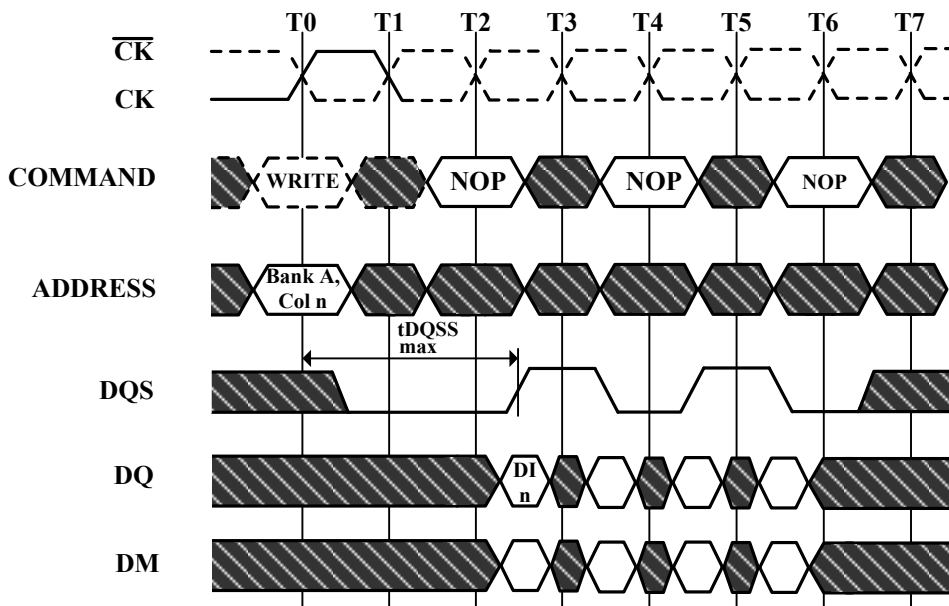 T0 T1 T2 T3 T4 T5 T6 T7
CK
CK
COMMAND
WRITE NOP NOP NOP
ADDRESS
Bank A,
Col n
tDQSS
max
DQS
DQ
DI
n
DM